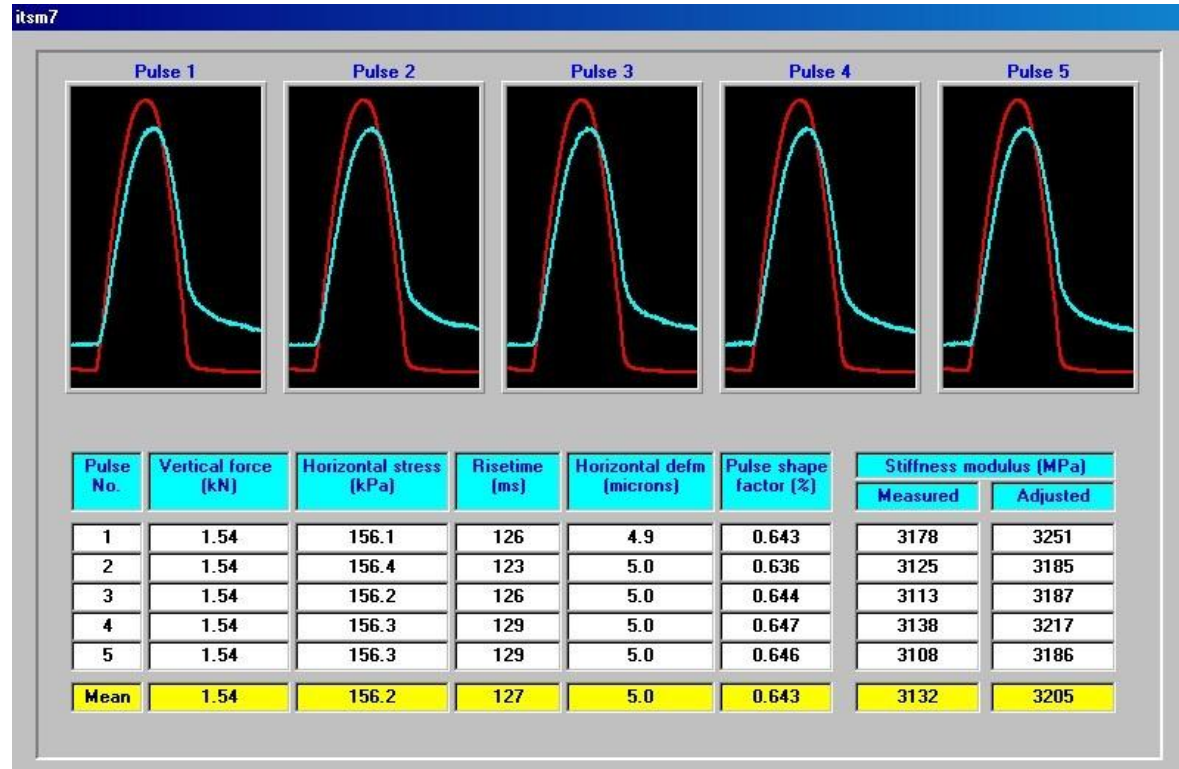 itsm7
Pulse 1 Pulse 2 Pulse 3 Pulse 4 Pulse 5
Pulse No. Vertical force (kN) Horizontal stress (kPa) Risetime (ms) Horizontal defm (microns) Pulse shape factor (%) Stiffness modulus (MPa)
Measured Adjusted
1 1.54 156.1 126 4.9 0.643 3178 3251
2 1.54 156.4 123 5.0 0.636 3125 3185
3 1.54 156.2 126 5.0 0.644 3113 3187
4 1.54 156.3 129 5.0 0.647 3138 3217
5 1.54 156.3 129 5.0 0.646 3108 3186
Mean 1.54 156.2 127 5.0 0.643 3132 3205